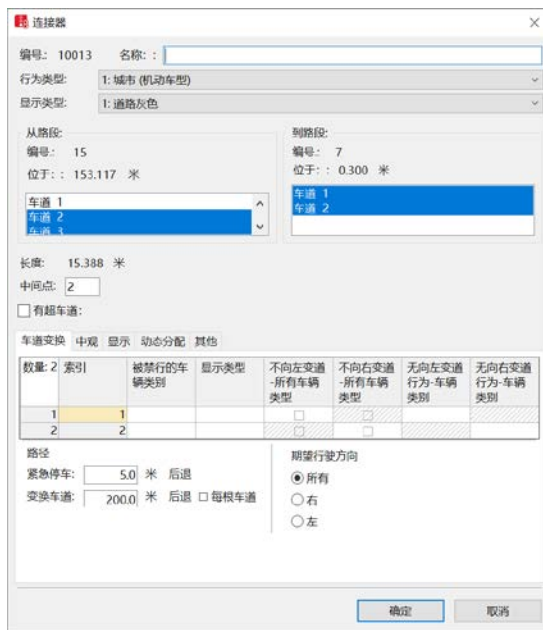 连接器
编号: 10013 名称: :
行为类型: 1: 城市 (机动车型)
显示类型: 1: 道路灰色
从路段: 到路段:
编号: 15 编号: 7
位于: : 153.117 米 位于: : 0.300 米
车道 1 车道 1
车道 2 车道 2
车道 3
长度: 15.388 米
中间点: 2
有超车道:
车道变换 中观 显示 动态分配 其他
数量: 2 索引 被禁行的车辆类别 显示类型 不向左变道-所有车辆类型 不向右变道-所有车辆类型 无向左变道行为-车辆类别 无向右变道行为-车辆类别
1 1
2 2
路径 期望行驶方向
紧急停车: 5.0 米 后退 所有
变换车道: 200.0 米 后退 每根车道 右
左
确定 取消